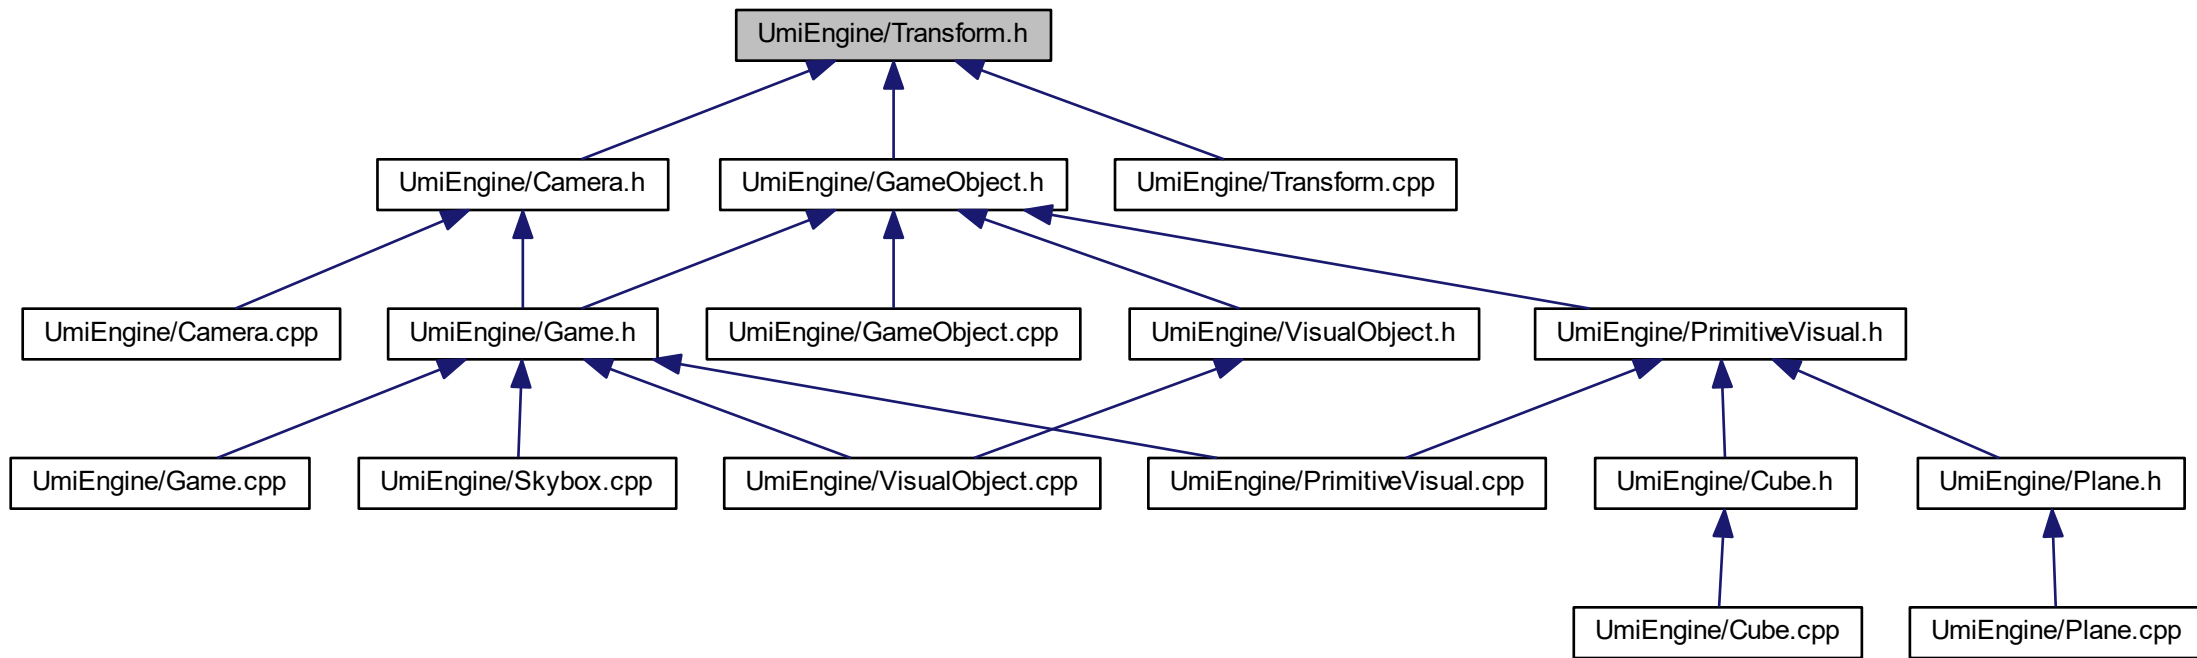 UmiEngine/Transform.h
UmiEngine/Camera.h
UmiEngine/GameObject.h
UmiEngine/Transform.cpp
UmiEngine/Camera.cpp
UmiEngine/Game.h
UmiEngine/GameObject.cpp
UmiEngine/VisualObject.h
UmiEngine/PrimitiveVisual.h
UmiEngine/Game.cpp
UmiEngine/Skybox.cpp
UmiEngine/VisualObject.cpp
UmiEngine/PrimitiveVisual.cpp
UmiEngine/Cube.h
UmiEngine/Plane.h
UmiEngine/Cube.cpp
UmiEngine/Plane.cpp